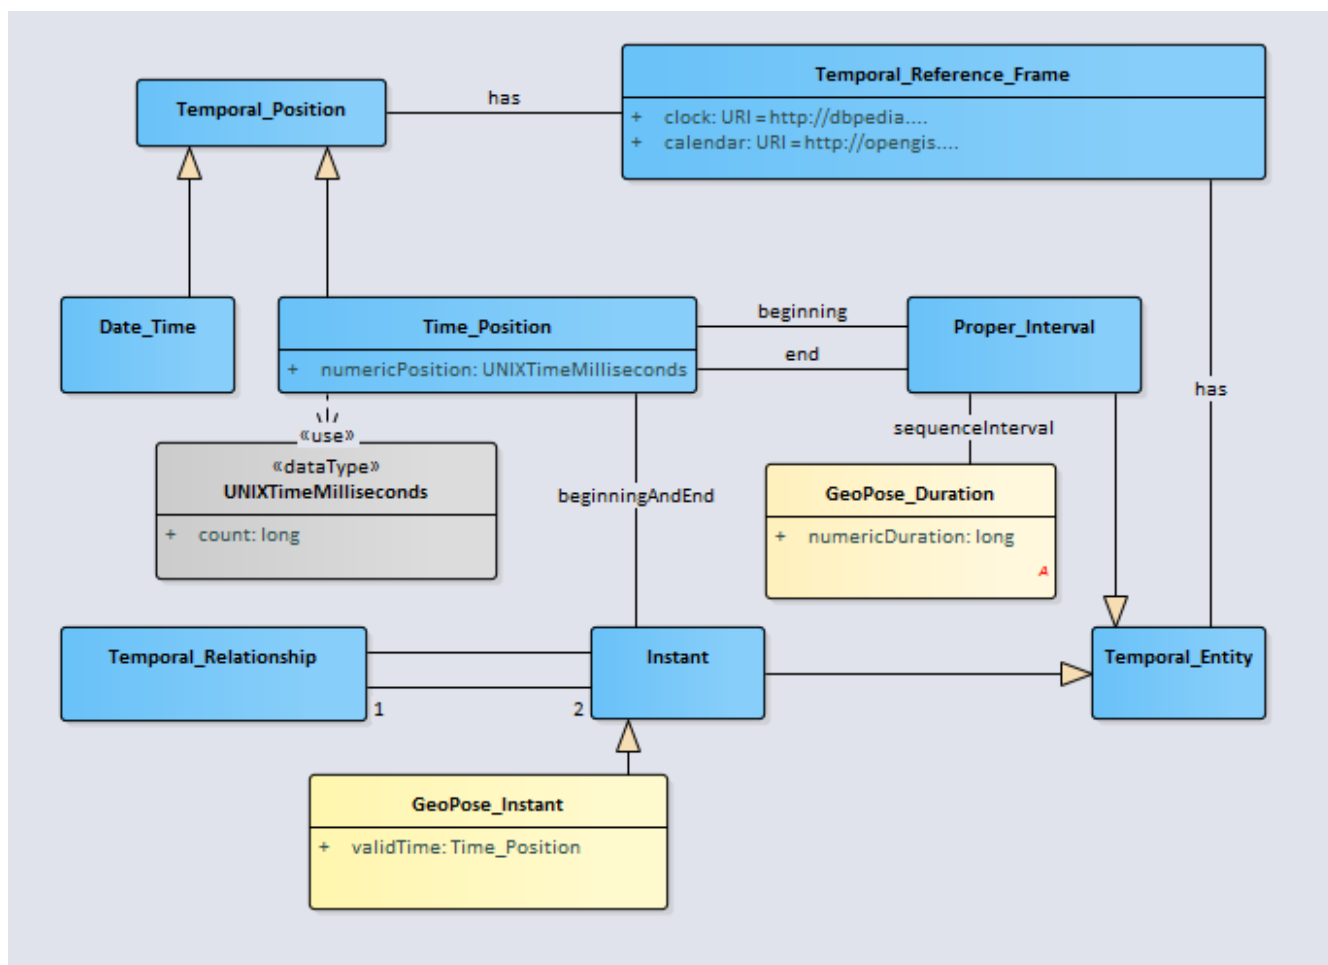 Temporal_Reference_Frame
+ clock: URI = http://dbpedia....
+ calendar: URI = http://opengis....
Temporal_Position
has
Date_Time
Time_Position
+ numericPosition: UNIXTimeMilliseconds
beginning
end
Proper_Interval
has
«use»
«dataType»
UNIXTimeMilliseconds
+ count: long
beginningAndEnd
sequenceInterval
GeoPose_Duration
+ numericDuration: long
A
Temporal_Relationship
1
2
Instant
Temporal_Entity
GeoPose_Instant
+ validTime: Time_Position